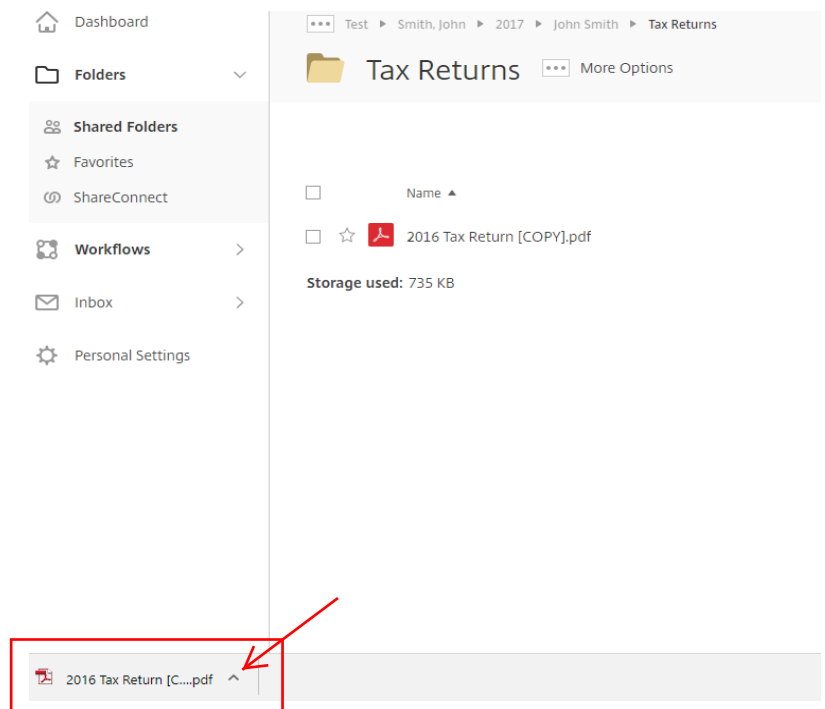 Dashboard
Folders
Shared Folders
Favorites
ShareConnect
Workflows
Inbox
Personal Settings
Test ▶ Smith, John ▶ 2017 ▶ John Smith ▶ Tax Returns
Tax Returns
More Options
Name ▲
2016 Tax Return [COPY].pdf
Storage used: 735 KB
2016 Tax Return [C....pdf